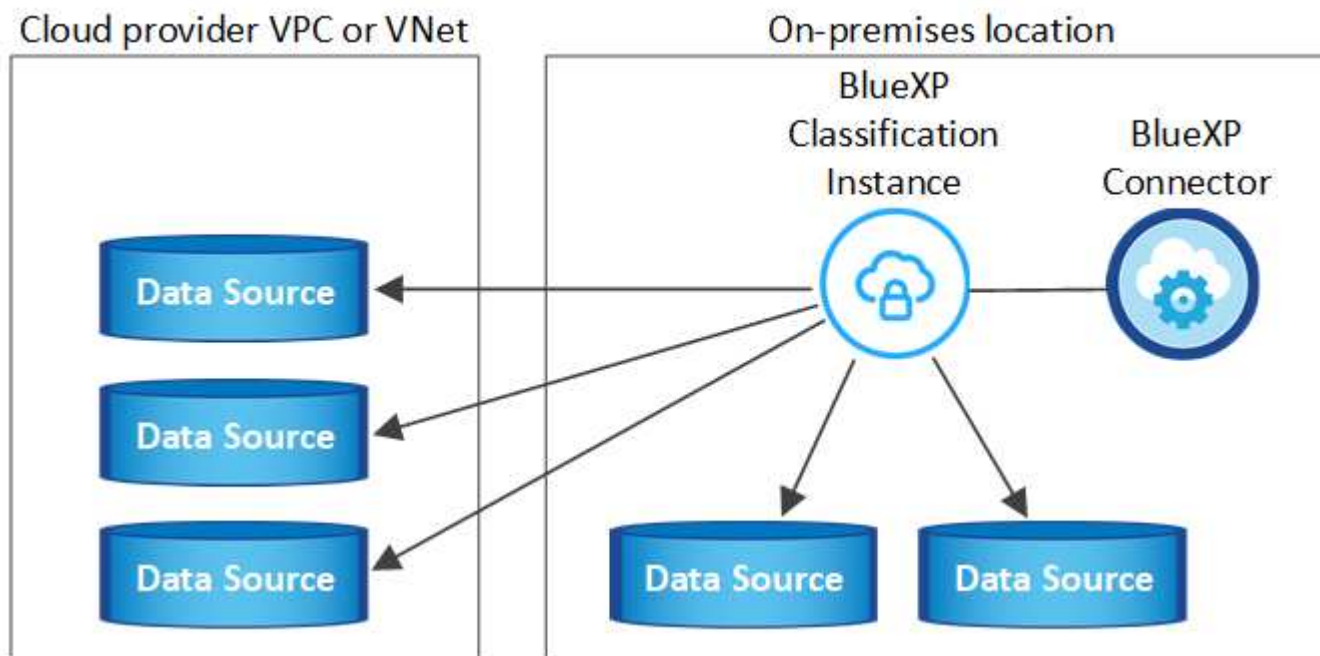 Cloud provider VPC or VNet
On-premises location
BlueXP
Classification
Instance
BlueXP
Connector
Data Source
Data Source
Data Source
Data Source
Data Source